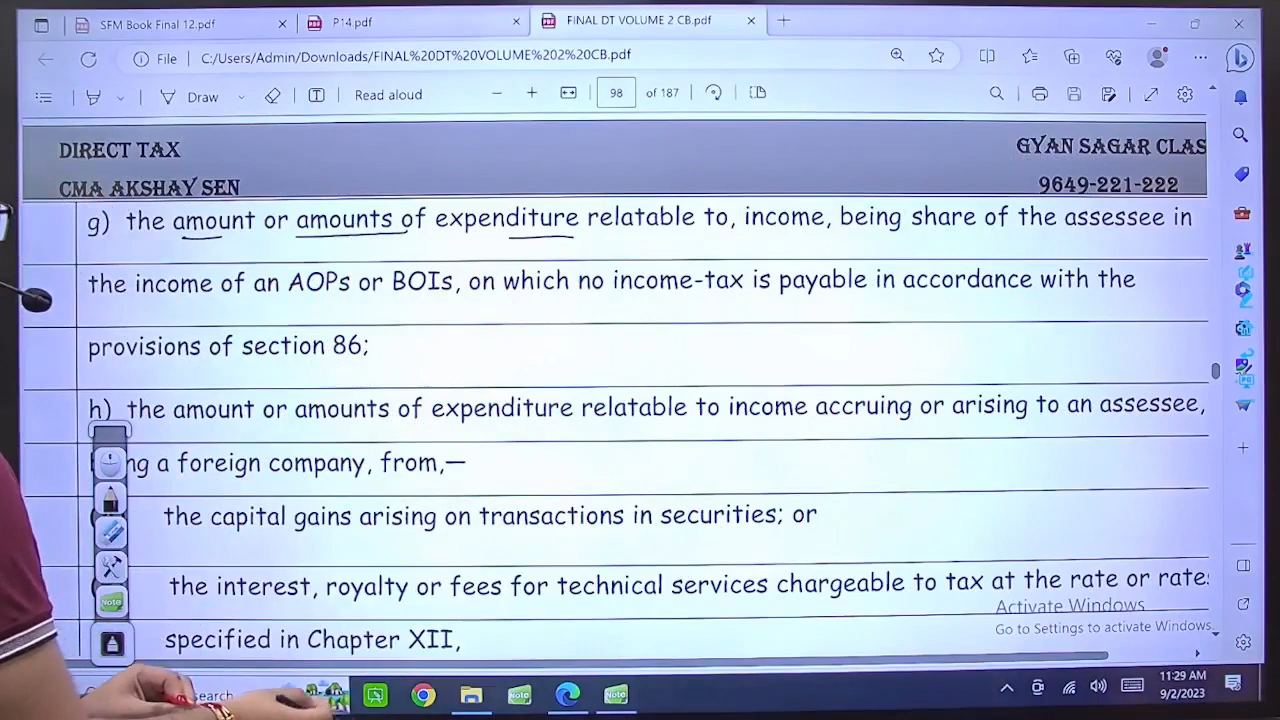 SFM Book Final 12.pdf
P14.pdf
FINAL DT VOLUME 2 CB.pdf
File
C:/Users/Admin/Downloads/FINAL%20DT%20VOLUME%202%20CB.pdf
Draw
Read aloud
98
of 187
DIRECT TAX
GYAN SAGAR CLAS
CMA AKSHAY SEN
9649-221-222
g) the amount or amounts of expenditure relatable to, income, being share of the assessee in
the income of an AOPs or BOIs, on which no income-tax is payable in accordance with the
provisions of section 86;
h) the amount or amounts of expenditure relatable to income accruing or arising to an assessee,
ng a foreign company, from,—
the capital gains arising on transactions in securities; or
the interest, royalty or fees for technical services chargeable to tax at the rate or rates
specified in Chapter XII,
Activate Windows
Go to Settings to activate Windows.
Note
search
Note
Note
11:29 AM
9/2/2023